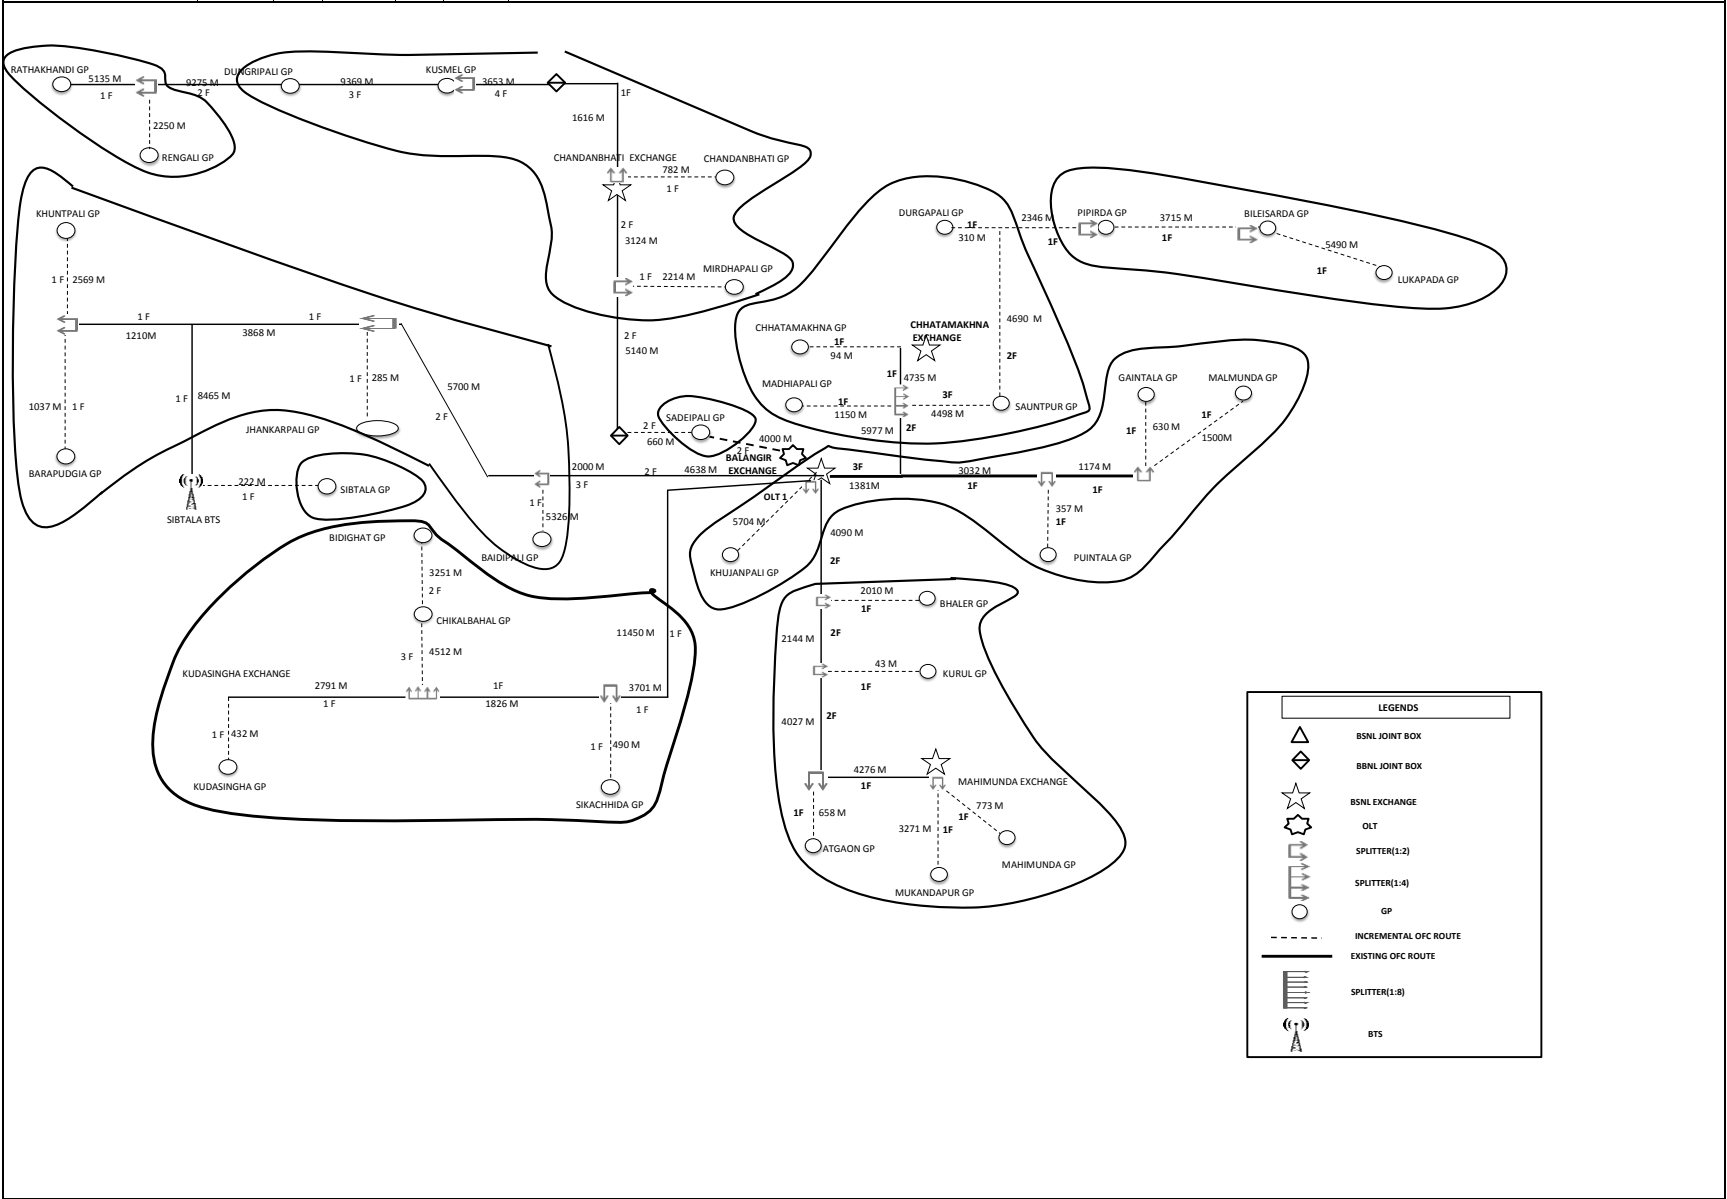 RATHAKHANDI GP
5135 M
1 F
9275 M
2 F
2250 M
RENGALI GP
DUNGRIPALI GP
9369 M
3 F
KUSMEL GP
3653 M
4 F
1F
1616 M
CHANDANBHATI EXCHANGE
782 M
1 F
CHANDANBHATI GP
2 F
3124 M
1 F
2214 M
MIRDHAPALI GP
2 F
5140 M
KHUNTPALI GP
1 F
2569 M
1 F
1210M
3868 M
1 F
1037 M
1 F
BARAPUDGIA GP
1 F
8465 M
1 F
285 M
JHANKARPALI GP
5700 M
2 F
SIBTALA BTS
222 M
1 F
SIBTALA GP
2000 M
3 F
1 F
5326 M
BAIDIPALI GP
2 F
4638 M
SADEIPALI GP
2 F
660 M
4000 M
2 F
BALANGIR
EXCHANGE
OLT 1
5704 M
KHUJANPALI GP
DURGAPALI GP
1F
310 M
2346 M
1F
PIPIRDA GP
3715 M
1F
BILEISARDA GP
5490 M
1F
LUKAPADA GP
4690 M
2F
CHHATAMAKHNA GP
1F
94 M
CHHATAMAKHNA
EXCHANGE
1F
4735 M
MADHIAPALI GP
1F
1150 M
3F
4498 M
SAUNTPUR GP
5977 M
2F
3F
1381M
3032 M
1F
1174 M
1F
357 M
1F
PUINTALA GP
GAINTALA GP
1F
630 M
MALMUNDA GP
1F
1500M
4090 M
2F
2010 M
1F
BHALER GP
2144 M
2F
43 M
1F
KURUL GP
4027 M
2F
4276 M
1F
MAHIMUNDA EXCHANGE
1F
658 M
ATGAON GP
3271 M
1F
MUKANDAPUR GP
773 M
1F
MAHIMUNDA GP
BIDIGHAT GP
3251 M
2 F
CHIKALBAHAL GP
3 F
4512 M
KUDASINGHA EXCHANGE
2791 M
1 F
1F
1826 M
3701 M
1 F
11450 M
1 F
1 F
432 M
KUDASINGHA GP
1 F
490 M
SIKACHHIDA GP
LEGENDS
BSNL JOINT BOX
BBNL JOINT BOX
BSNL EXCHANGE
OLT
SPLITTER(1:2)
SPLITTER(1:4)
GP
INCREMENTAL OFC ROUTE
EXISTING OFC ROUTE
SPLITTER(1:8)
BTS